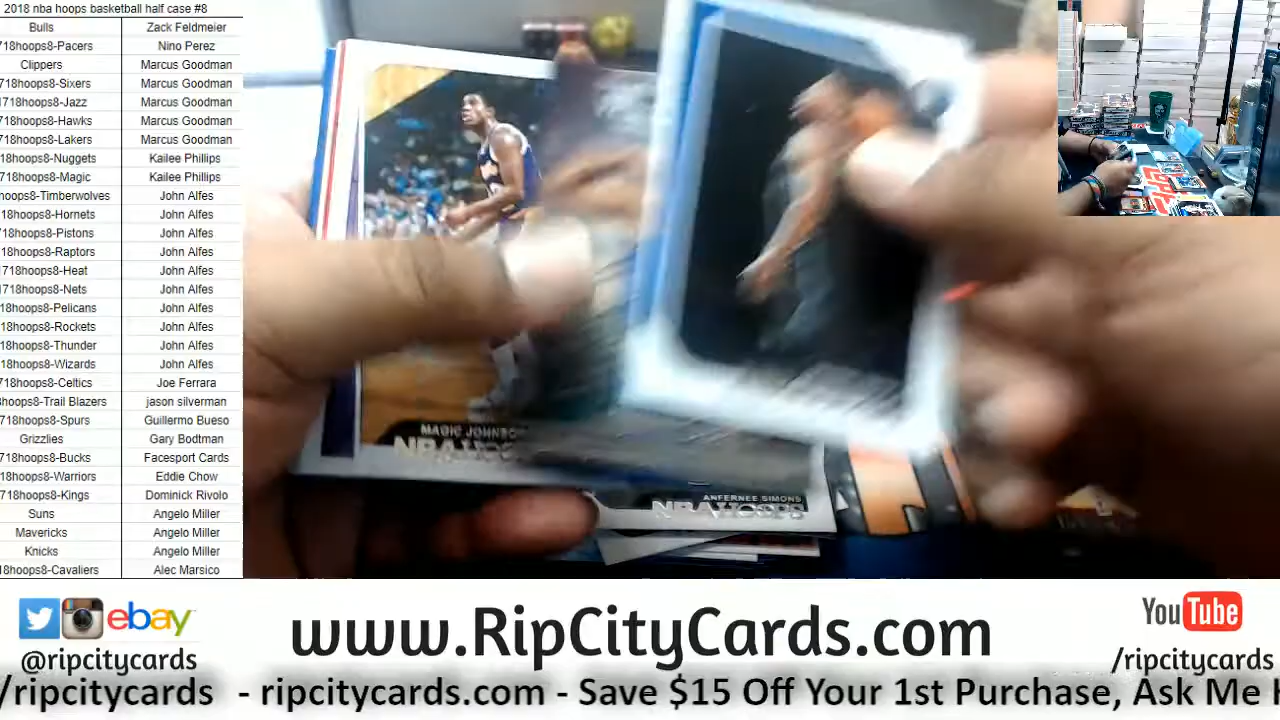 2018 nba hoops basketball half case #8
Bulls Zack Feldmeier
718hoops8-Pacers Nino Perez
Clippers Marcus Goodman
718hoops8-Sixers Marcus Goodman
1718hoops8-Jazz Marcus Goodman
718hoops8-Hawks Marcus Goodman
718hoops8-Lakers Marcus Goodman
18hoops8-Nuggets Kailee Phillips
718hoops8-Magic Kailee Phillips
hoops8-Timberwolves John Alfes
18hoops8-Hornets John Alfes
718hoops8-Pistons John Alfes
718hoops8-Raptors John Alfes
1718hoops8-Heat John Alfes
1718hoops8-Nets John Alfes
18hoops8-Pelicans John Alfes
18hoops8-Rockets John Alfes
18hoops8-Thunder John Alfes
18hoops8-Wizards John Alfes
718hoops8-Celtics Joe Ferrara
hoops8-Trail Blazers jason silverman
718hoops8-Spurs Guillermo Bueso
Grizzlies Gary Bodtman
718hoops8-Bucks Facesport Cards
18hoops8-Warriors Eddie Chow
718hoops8-Kings Dominick Rivolo
Suns Angelo Miller
Mavericks Angelo Miller
Knicks Angelo Miller
18hoops8-Cavaliers Alec Marsico
MAGIC JOHNSO
NBA HOOPS
ANFERNEE SIMONS
NBA HOOPS
ebay
@ripcitycards
www.RipCityCards.com
YouTube
/ripcitycards
/ripcitycards - ripcitycards.com - Save $15 Off Your 1st Purchase, Ask Me